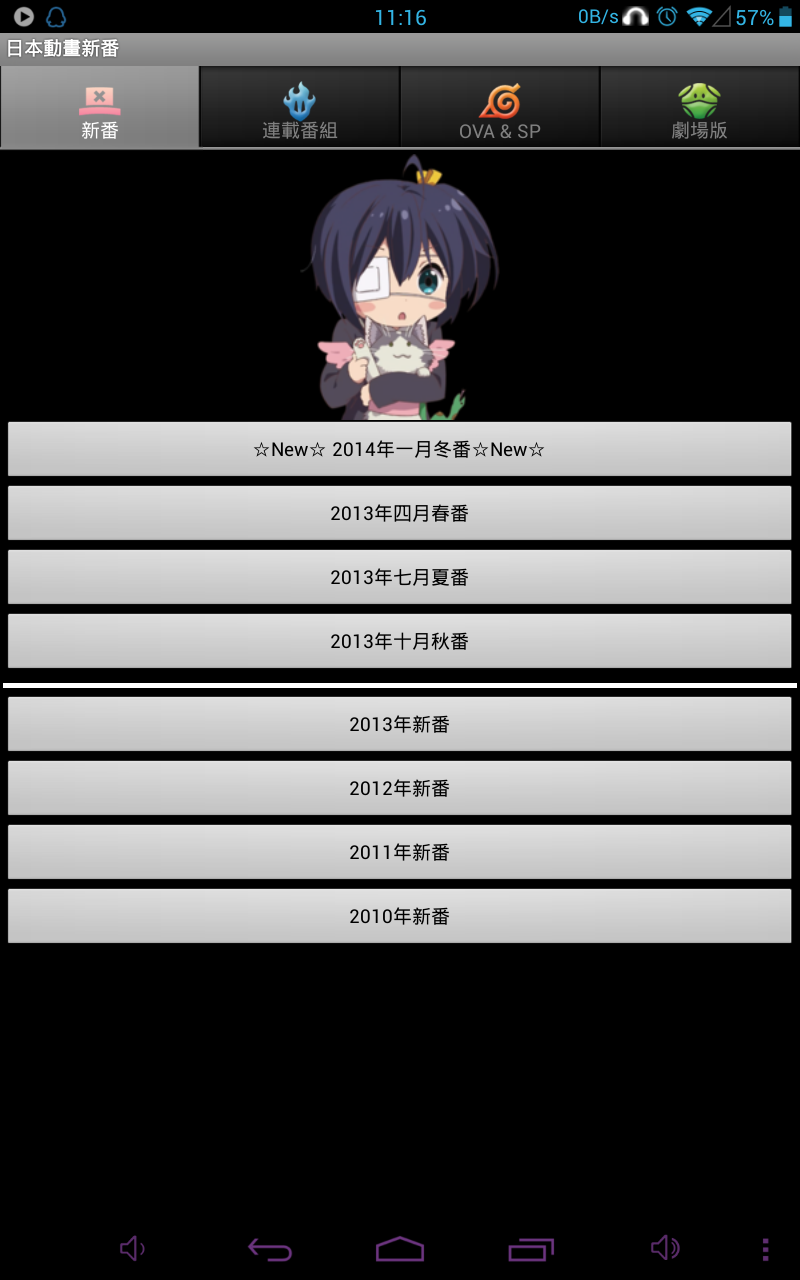 11:16
0B/s
57%
日本動畫新番
新番
連載番組
OVA & SP
劇場版
☆New☆ 2014年一月冬番☆New☆
2013年四月春番
2013年七月夏番
2013年十月秋番
2013年新番
2012年新番
2011年新番
2010年新番